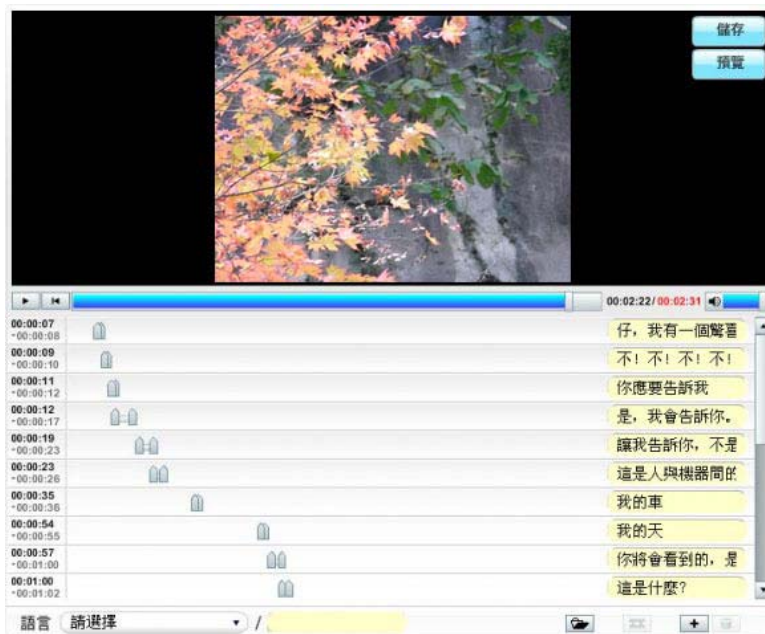 儲存
預覽
00:02:22/00:02:31
00:00:07
-00:00:08
仔，我有一個驚喜
00:00:09
-00:00:10
不！不！不！不！
00:00:11
-00:00:12
你應要告訴我
00:00:12
-00:00:17
是，我會告訴你。
00:00:19
-00:00:23
讓我告訴你，不是
00:00:23
-00:00:26
這是人與機器間的
00:00:35
-00:00:36
我的車
00:00:54
-00:00:55
我的天
00:00:57
-00:01:00
你將會看到的，是
00:01:00
-00:01:02
這是什麼?
語言 請選擇 /